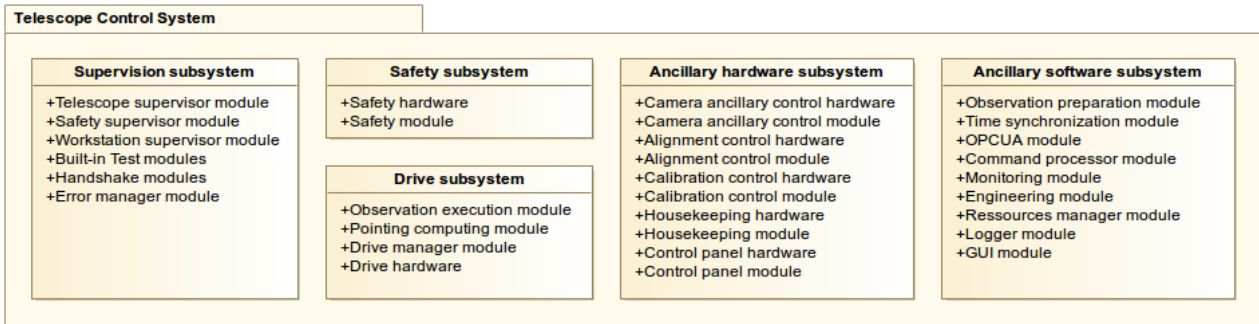 Telescope Control System
Supervision subsystem
+Telescope supervisor module
+Safety supervisor module
+Workstation supervisor module
+Built-in Test modules
+Handshake modules
+Error manager module
Safety subsystem
+Safety hardware
+Safety module
Drive subsystem
+Observation execution module
+Pointing computing module
+Drive manager module
+Drive hardware
Ancillary hardware subsystem
+Camera ancillary control hardware
+Camera ancillary control module
+Alignment control hardware
+Alignment control module
+Calibration control hardware
+Calibration control module
+Housekeeping hardware
+Housekeeping module
+Control panel hardware
+Control panel module
Ancillary software subsystem
+Observation preparation module
+Time synchronization module
+OPCUA module
+Command processor module
+Monitoring module
+Engineering module
+Ressources manager module
+Logger module
+GUI module